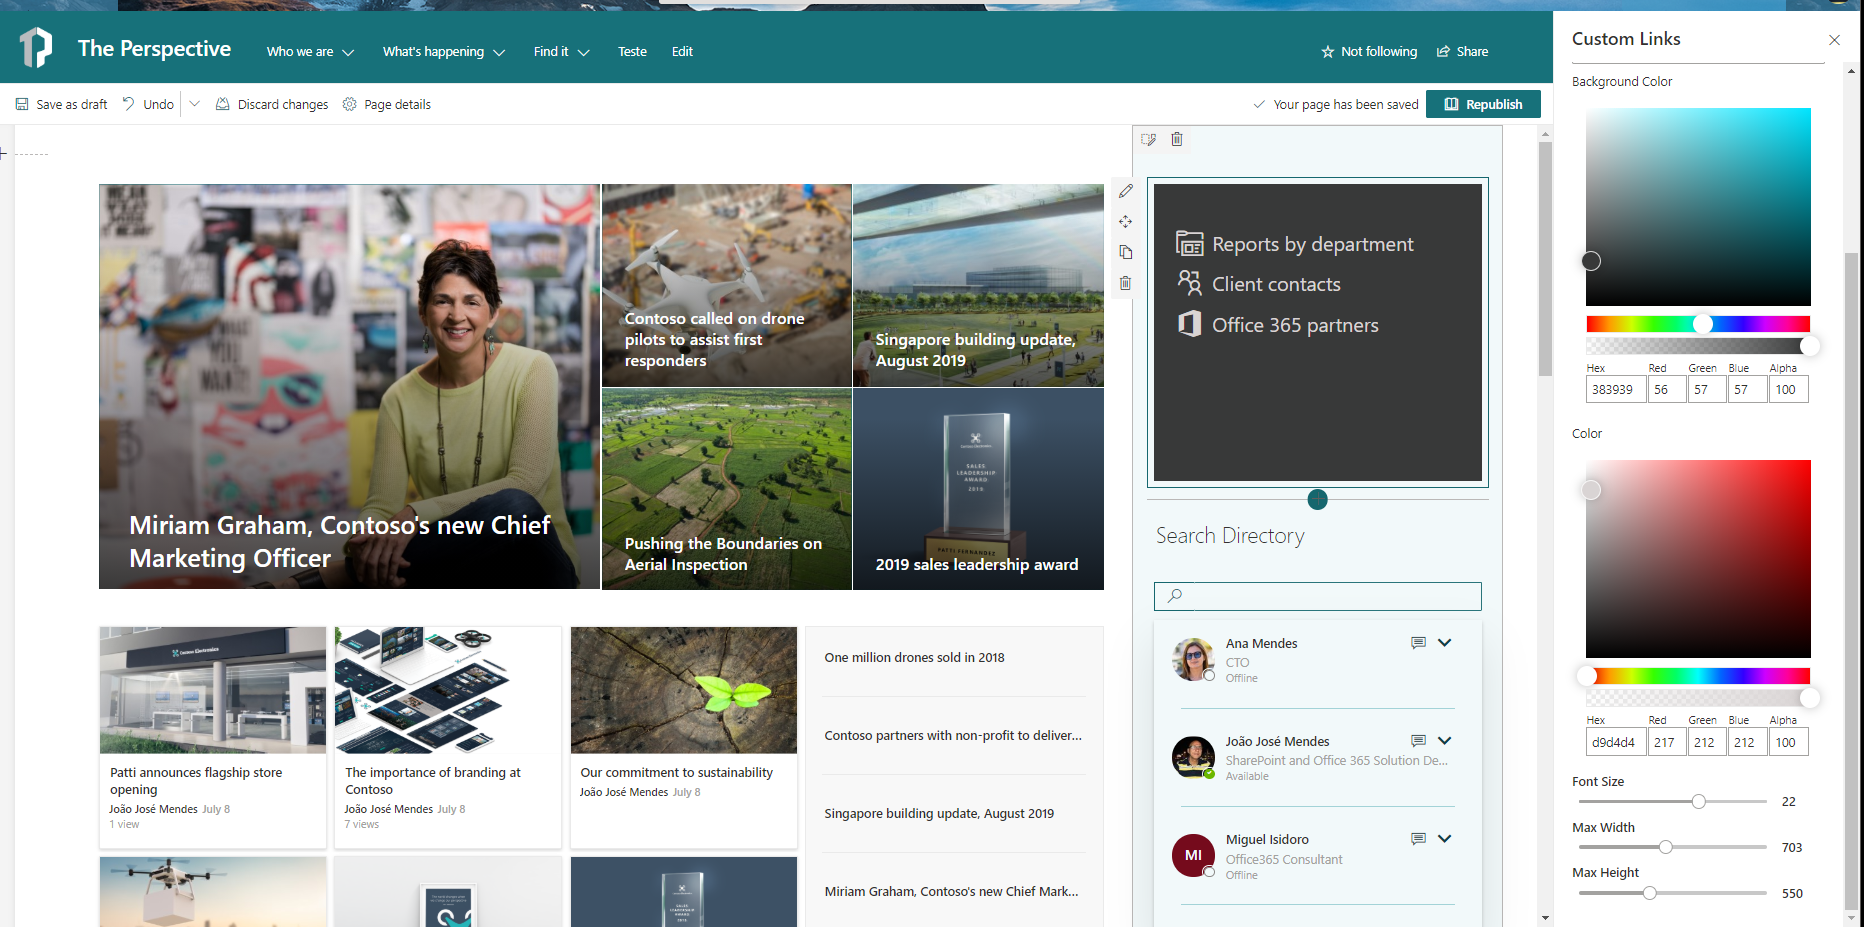 The Perspective
Who we are
What's happening
Find it
Teste
Edit
Not following
Share
Save as draft
Undo
Discard changes
Page details
Your page has been saved
Republish
Miriam Graham, Contoso's new Chief
Marketing Officer
Contoso called on drone
pilots to assist first
responders
Singapore building update,
August 2019
Pushing the Boundaries on
Aerial Inspection
SALES
LEADERSHIP
AWARD
2019
PATTI FERNANDEZ
2019 sales leadership award
Patti announces flagship store
opening
João José Mendes July 8
1 view
The importance of branding at
Contoso
João José Mendes July 8
7 views
Our commitment to sustainability
João José Mendes July 8
One million drones sold in 2018
Contoso partners with non-profit to deliver...
Singapore building update, August 2019
Miriam Graham, Contoso's new Chief Mark...
Reports by department
Client contacts
Office 365 partners
Search Directory
Ana Mendes
CTO
Offline
João José Mendes
SharePoint and Office 365 Solution De...
Available
MI
Miguel Isidoro
Office365 Consultant
Offline
Custom Links
Background Color
Hex Red Green Blue Alpha
383939 56 57 57 100
Color
Hex Red Green Blue Alpha
d9d4d4 217 212 212 100
Font Size
22
Max Width
703
Max Height
550